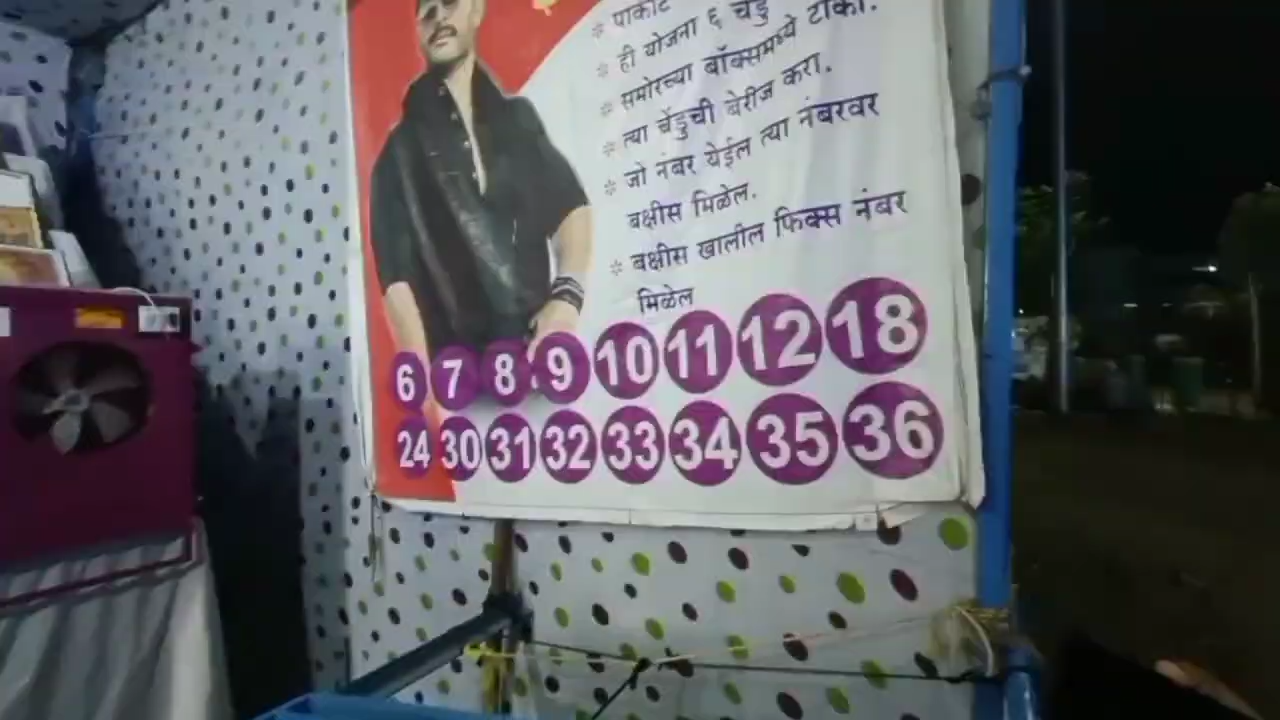 * पाकीट
* ही योजना ६ चेंडू
* समोरच्या बॉक्समध्ये टाका.
* त्या चेंडुची बेरीज करा.
* जो नंबर येईल त्या नंबरवर
बक्षीस मिळेल.
* बक्षीस खालील फिक्स नंबर
मिळेल
6 7 8 9 10 11 12 18
24 30 31 32 33 34 35 36